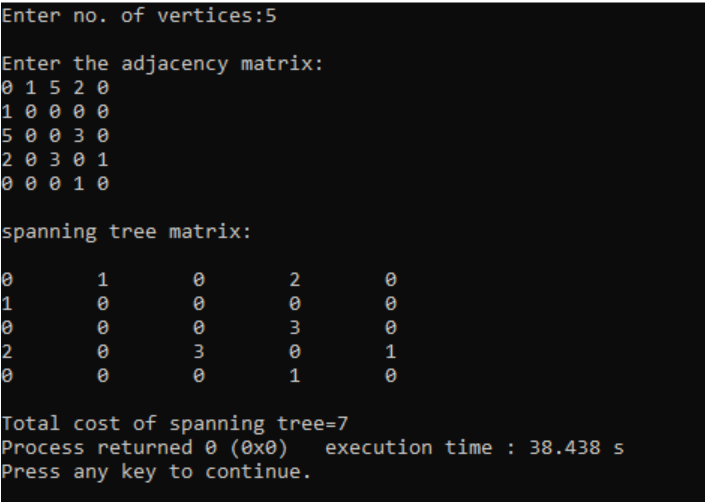 Enter no. of vertices:5
Enter the adjacency matrix:
0 1 5 2 0
1 0 0 0 0
5 0 0 3 0
2 0 3 0 1
0 0 0 1 0
spanning tree matrix:
0 1 0 2 0
1 0 0 0 0
0 0 0 3 0
2 0 3 0 1
0 0 0 1 0
Total cost of spanning tree=7
Process returned 0 (0x0)   execution time : 38.438 s
Press any key to continue.